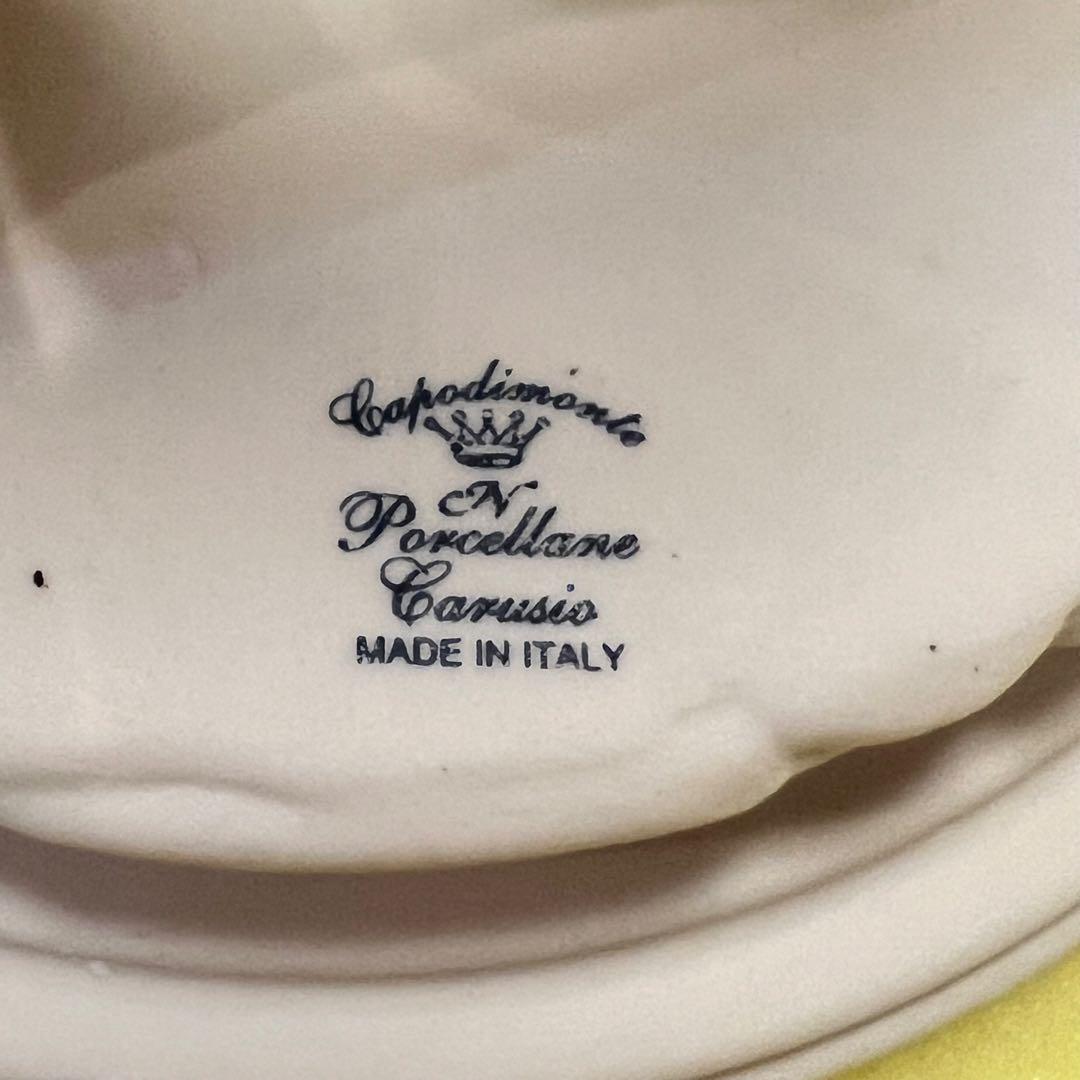 Capodimonte
N
Porcellane
Carusio
MADE IN ITALY